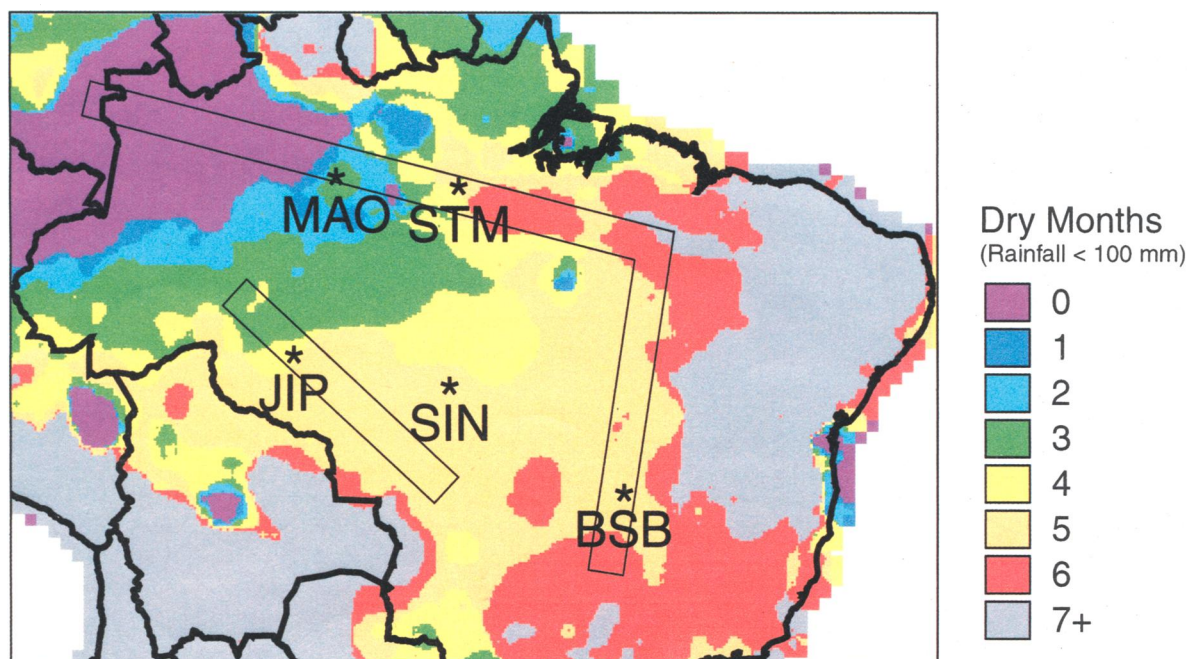 MAO
STM
JIP
SIN
BSB
Dry Months
(Rainfall < 100 mm)
0
1
2
3
4
5
6
7+